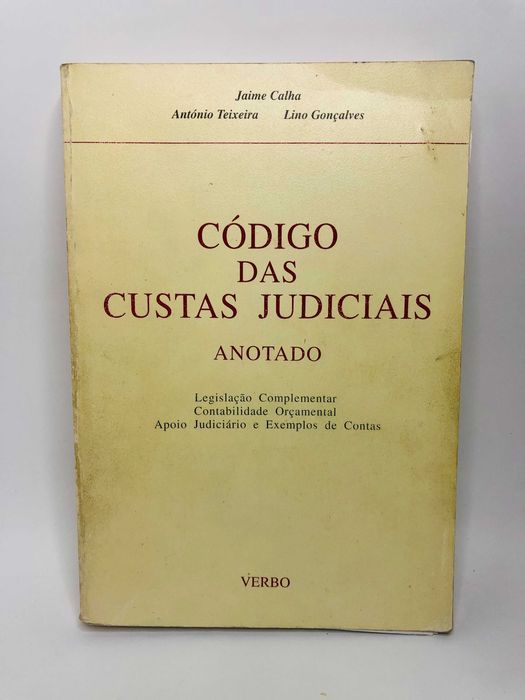 Jaime Calha
António Teixeira Lino Gonçalves
CÓDIGO
DAS
CUSTAS JUDICIAIS
ANOTADO
Legislação Complementar
Contabilidade Orçamental
Apoio Judiciário e Exemplos de Contas
VERBO